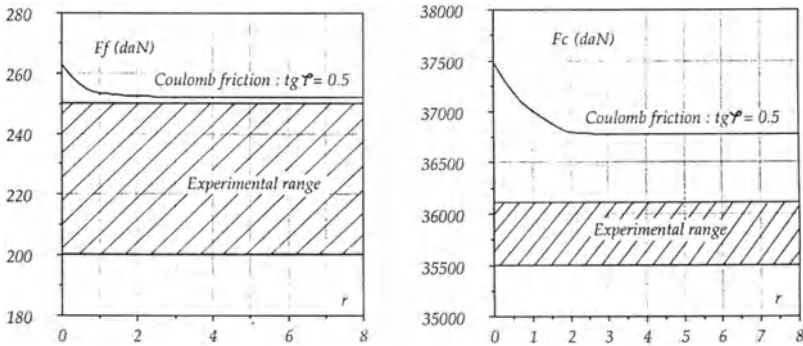 280
260
250
220
200
180
Ff (daN)
Coulomb friction : tg φ = 0.5
Experimental range
r
0
2
4
6
8
38000
37500
37000
36500
36000
35500
35000
Fc (daN)
Coulomb friction : tg φ = 0.5
Experimental range
r
0 1 2 3 4 5 6 7 8